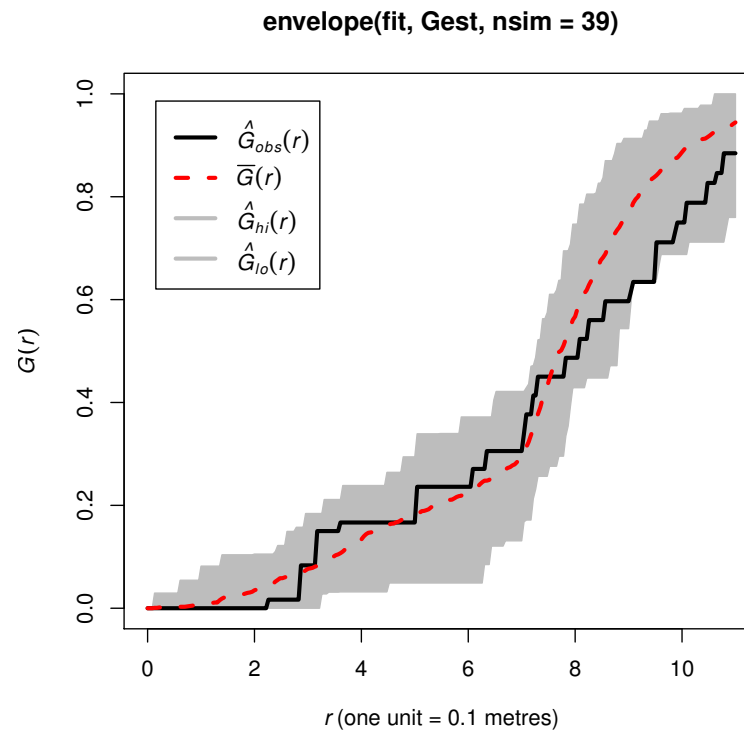 envelope(fit, Gest, nsim = 39)
Ĝobs(r)
G̅(r)
Ĝhi(r)
Ĝlo(r)
G(r)
1.0
0.8
0.6
0.4
0.2
0.0
0 2 4 6 8 10
r (one unit = 0.1 metres)